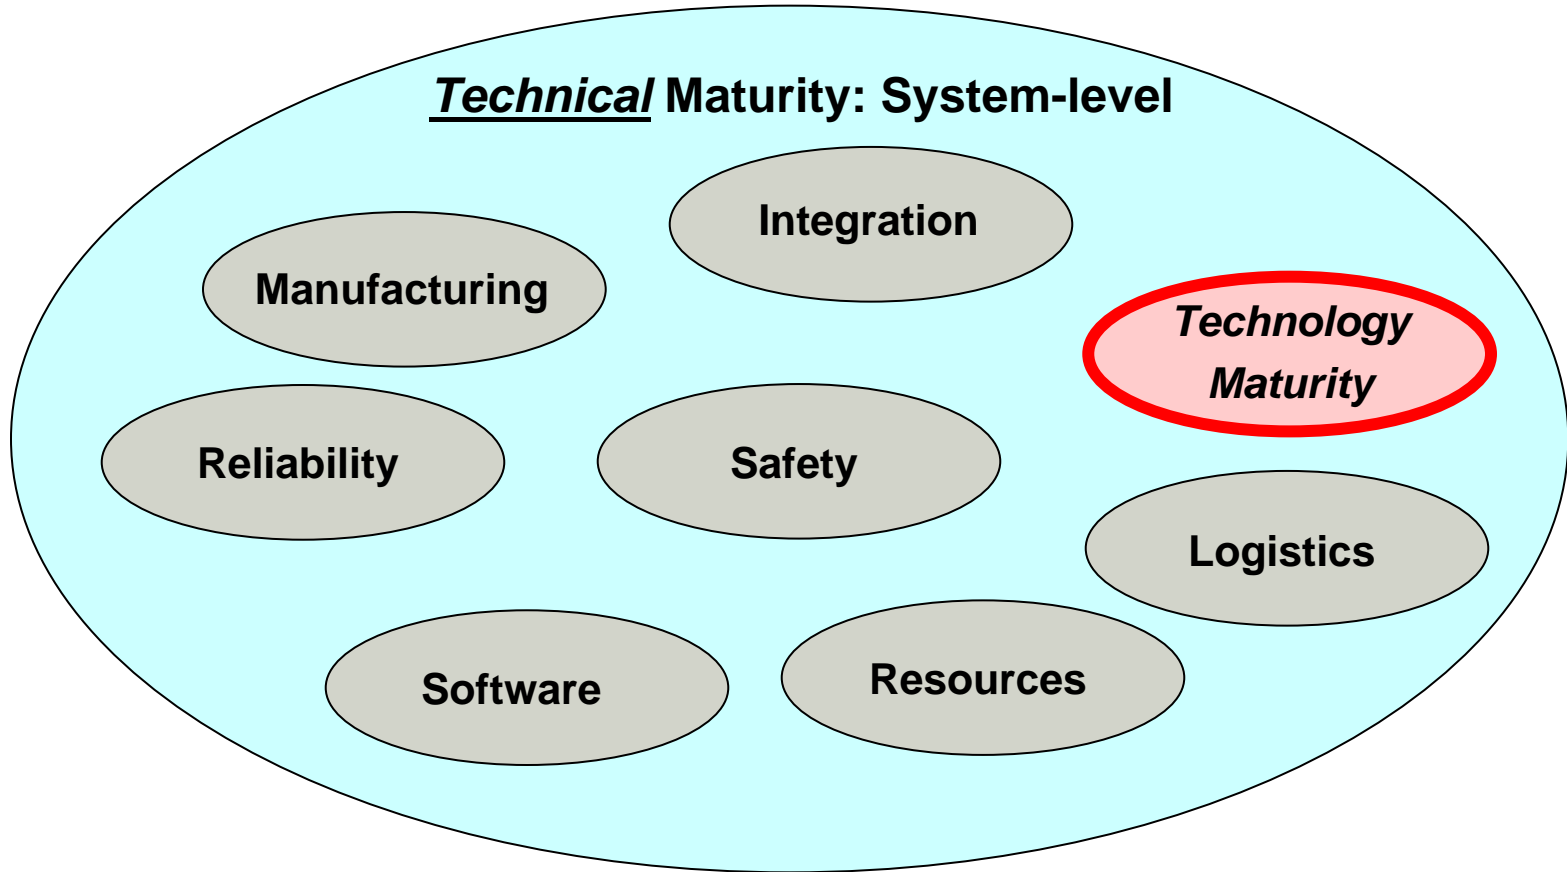 Technical Maturity: System-level
Integration
Manufacturing
Technology
Maturity
Reliability
Safety
Logistics
Software
Resources